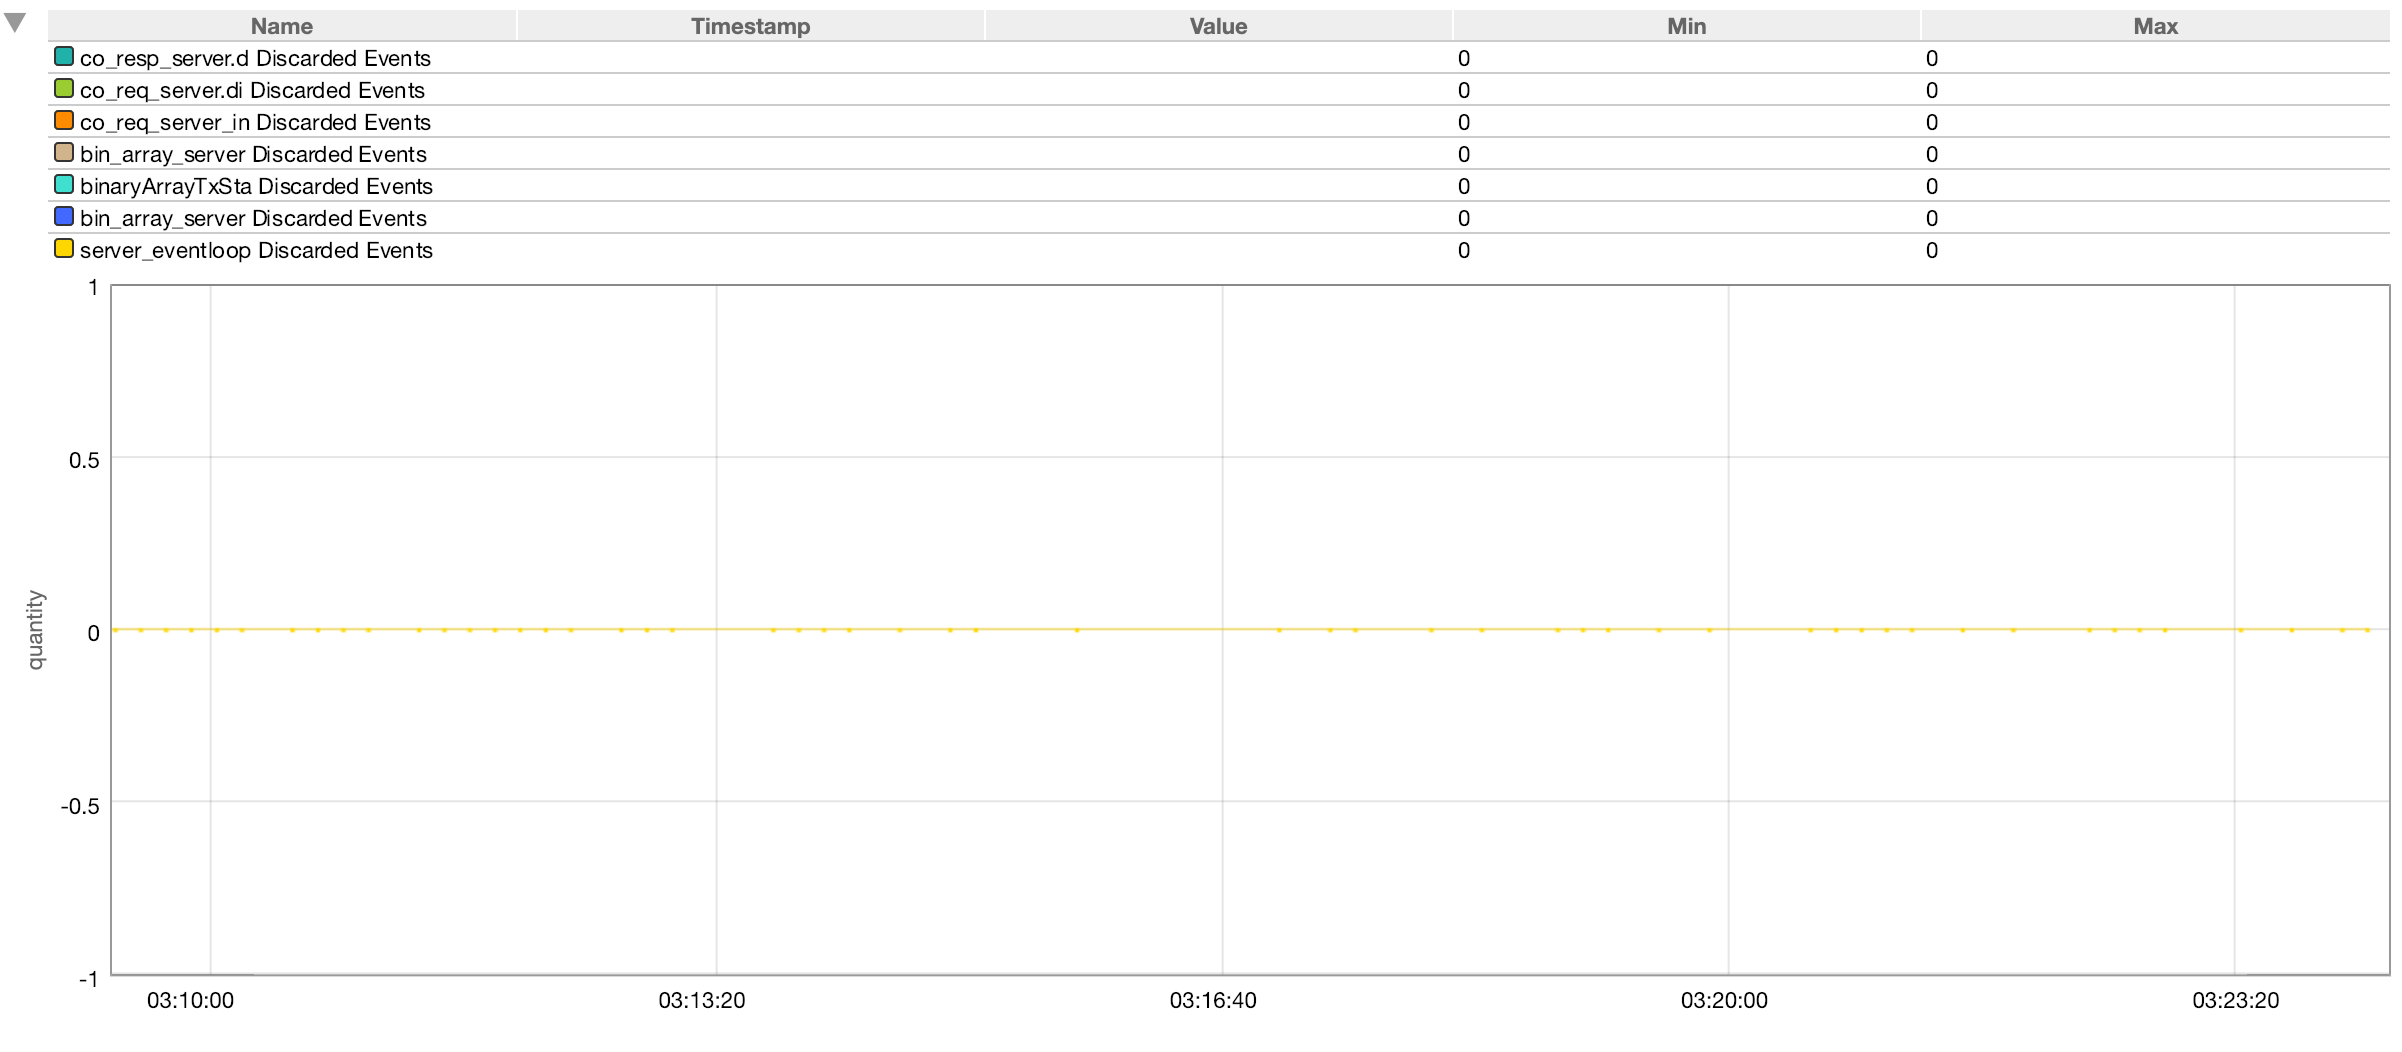 Name Timestamp Value Min Max
co_resp_server.d Discarded Events 0 0
co_req_server.di Discarded Events 0 0
co_req_server_in Discarded Events 0 0
bin_array_server Discarded Events 0 0
binaryArrayTxSta Discarded Events 0 0
bin_array_server Discarded Events 0 0
server_eventloop Discarded Events 0 0
1
0.5
0
-0.5
-1
quantity
03:10:00 03:13:20 03:16:40 03:20:00 03:23:20